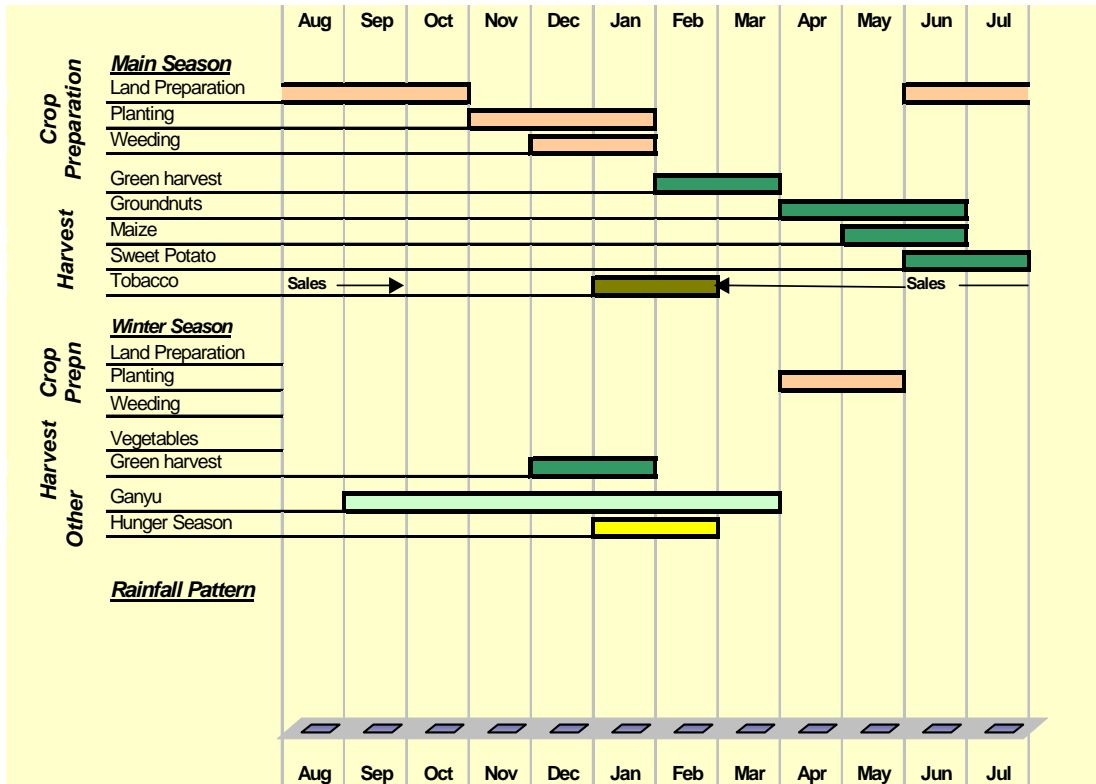 Aug Sep Oct Nov Dec Jan Feb Mar Apr May Jun Jul
Main Season
Crop
Preparation
Land Preparation
Planting
Weeding
Harvest
Green harvest
Groundnuts
Maize
Sweet Potato
Tobacco Sales Sales
Winter Season
Crop
Prepn
Land Preparation
Planting
Weeding
Harvest
Vegetables
Green harvest
Other
Ganyu
Hunger Season
Rainfall Pattern
Aug Sep Oct Nov Dec Jan Feb Mar Apr May Jun Jul